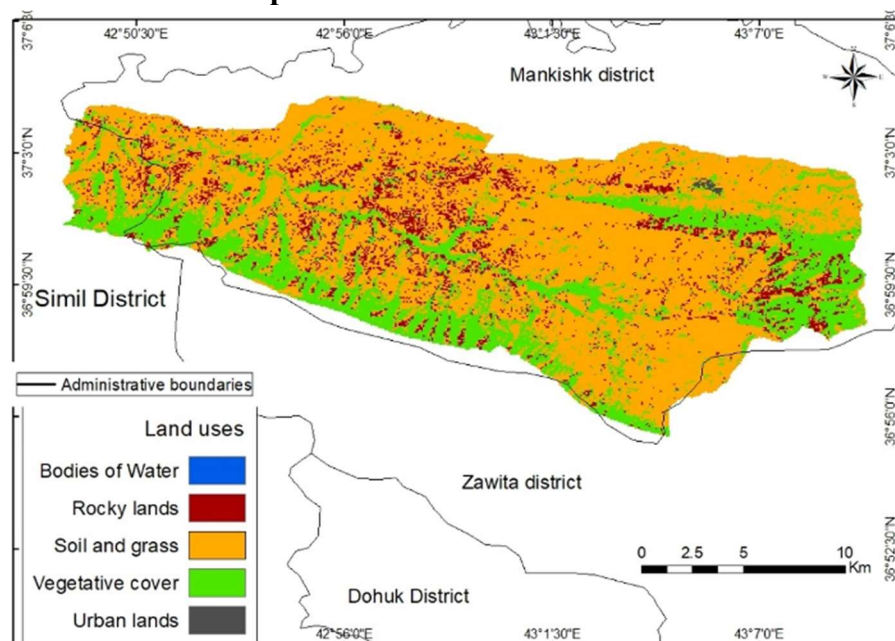 42°50'30"E 42°56'0"E 43°1'30"E 43°7'0"E
37°6'30"N
37°3'0"N
36°59'30"N
37°3'0"N
36°59'30"N
36°56'0"N
36°52'30"N
Mankishk district
Simil District
Administrative boundaries
Land uses
Bodies of Water
Rocky lands
Soil and grass
Vegetative cover
Urban lands
Zawita district
Dohuk District
0 2.5 5 10
Km
42°56'0"E 43°1'30"E 43°7'0"E